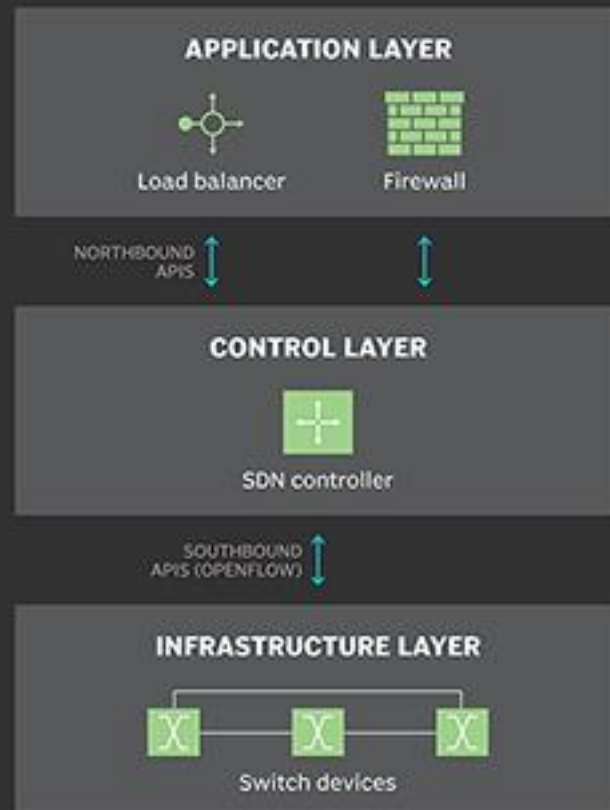 APPLICATION LAYER
Load balancer
Firewall
NORTHBOUND
APIS
CONTROL LAYER
SDN controller
SOUTHBOUND
APIS (OPENFLOW)
INFRASTRUCTURE LAYER
Switch devices